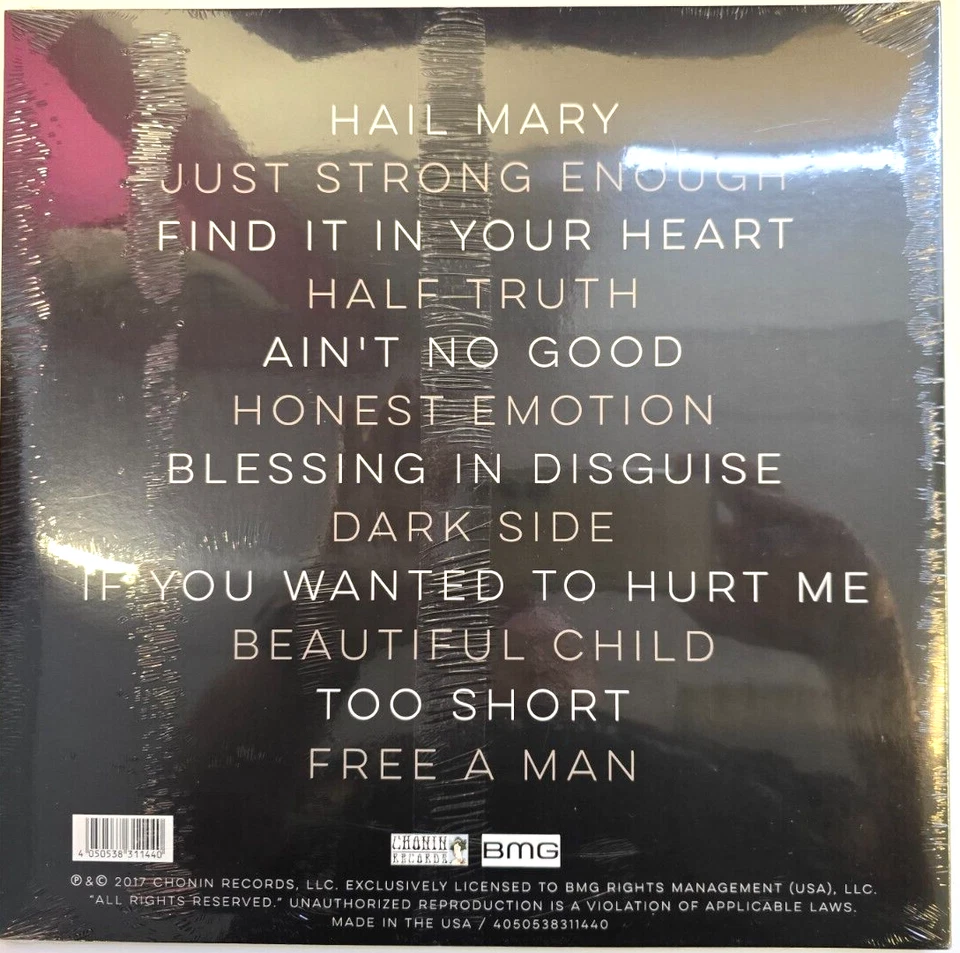 HAIL MARY
JUST STRONG ENOUGH
FIND IT IN YOUR HEART
HALF TRUTH
AIN'T NO GOOD
HONEST EMOTION
BLESSING IN DISGUISE
DARK SIDE
IF YOU WANTED TO HURT ME
BEAUTIFUL CHILD
TOO SHORT
FREE A MAN
4 050538 311440
CHONIN
RECORDS
BMG
℗&© 2017 CHONIN RECORDS, LLC. EXCLUSIVELY LICENSED TO BMG RIGHTS MANAGEMENT (USA), LLC.
"ALL RIGHTS RESERVED." UNAUTHORIZED REPRODUCTION IS A VIOLATION OF APPLICABLE LAWS.
MADE IN THE USA / 4050538311440